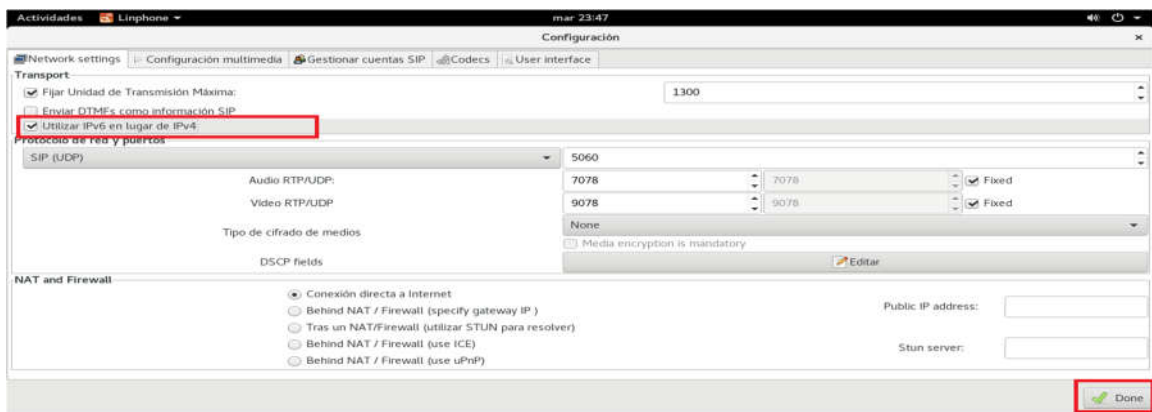 Actividades Linphone mar 23:47
Configuración
Network settings Configuración multimedia Gestionar cuentas SIP Codecs User interface
Transport
Fijar Unidad de Transmisión Máxima: 1300
Enviar DTMFs como información SIP
Utilizar IPv6 en lugar de IPv4
Protocolo de red y puertos
SIP (UDP) 5060
Audio RTP/UDP: 7078 7078 Fixed
Video RTP/UDP 9078 9078 Fixed
Tipo de cifrado de medios None
Media encryption is mandatory
DSCP fields Editar
NAT and Firewall
Conexión directa a Internet
Behind NAT / Firewall (specify gateway IP )
Public IP address:
Tras un NAT/Firewall (utilizar STUN para resolver)
Behind NAT / Firewall (use ICE)
Stun server:
Behind NAT / Firewall (use uPnP)
Done